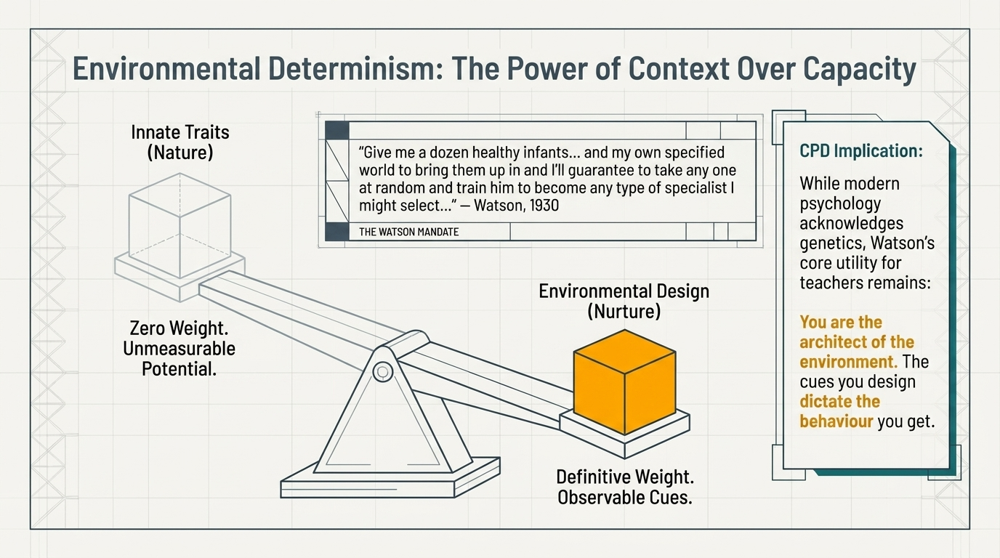 Environmental Determinism: The Power of Context Over Capacity
Innate Traits
(Nature)
Zero Weight.
Unmeasurable
Potential.
“Give me a dozen healthy infants... and my own specified
world to bring them up in and I’ll guarantee to take any one
at random and train him to become any type of specialist I
might select...” — Watson, 1930
THE WATSON MANDATE
Environmental Design
(Nurture)
Definitive Weight.
Observable Cues.
CPD Implication:
While modern
psychology
acknowledges
genetics, Watson’s
core utility for
teachers remains:
You are the
architect of the
environment. The
cues you design
dictate the
behaviour you get.